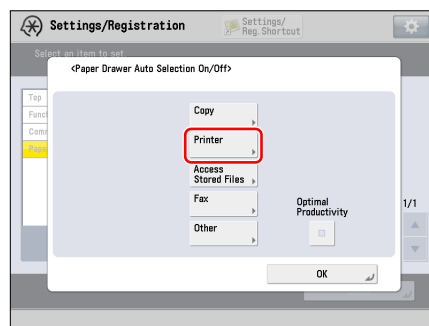 Settings/Registration
Settings/
Reg.Shortcut
Select an item to set.
<Paper Drawer Auto Selection On/Off>
Top
Funct
Comm
Pape
Copy
Printer
Access
Stored Files
Fax
Other
Optimal
Productivity
1/1
OK